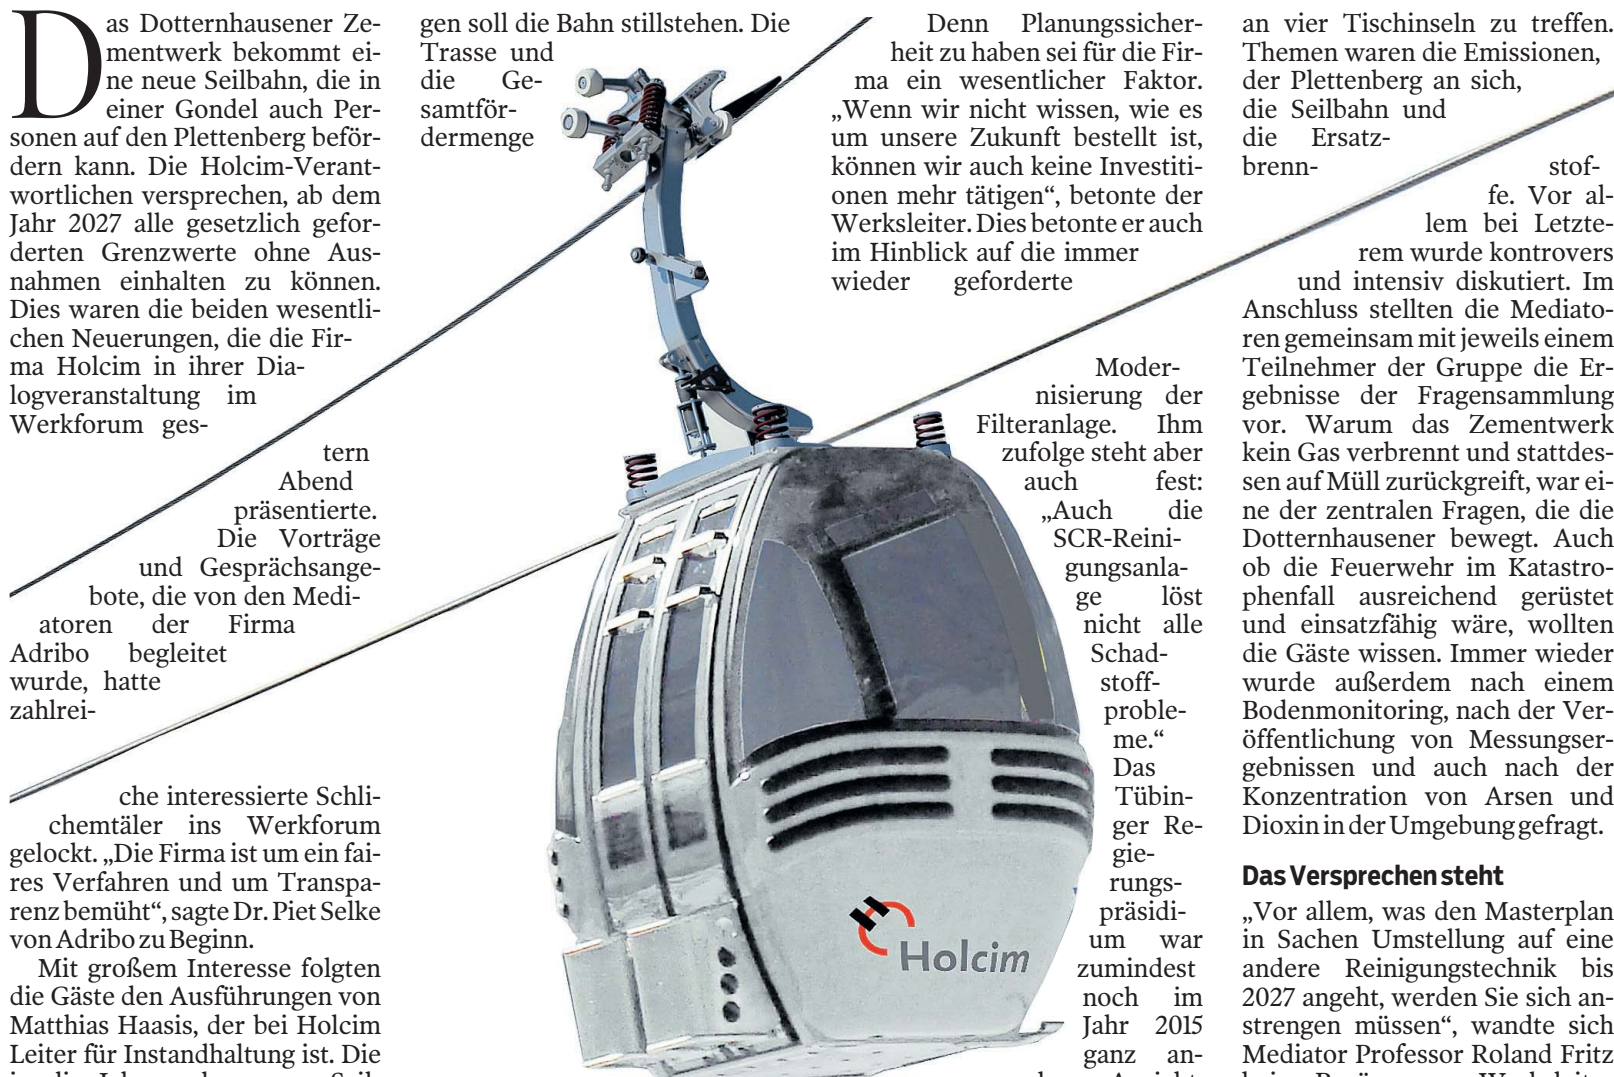 Das Dotternhausener Ze-
mentwerk bekommt ei-
ne neue Seilbahn, die in
einer Gondel auch Per-
sonen auf den Plettenberg beför-
dern kann. Die Holcim-Verant-
wortlichen versprechen, ab dem
Jahr 2027 alle gesetzlich gefor-
derten Grenzwerte ohne Aus-
nahmen einhalten zu können.
Dies waren die beiden wesentli-
chen Neuerungen, die die Fir-
ma Holcim in ihrer Dia-
logveranstaltung im
Werkforum ges-
tern
Abend
präsentierte.
Die Vorträge
und Gesprächsange-
bote, die von den Medi-
atoren der Firma
Adribo begleitet
wurde, hatte
zahlrei-
che interessierte Schli-
chemtäler ins Werkforum
gelockt. „Die Firma ist um ein fai-
res Verfahren und um Transpa-
renz bemüht“, sagte Dr. Piet Selke
von Adribo zu Beginn.
Mit großem Interesse folgten
die Gäste den Ausführungen von
Matthias Haasis, der bei Holcim
Leiter für Instandhaltung ist. Die
gen soll die Bahn stillstehen. Die
Trasse und
die Ge-
samtför-
dermenge
Denn Planungssicher-
heit zu haben sei für die Fir-
ma ein wesentlicher Faktor.
„Wenn wir nicht wissen, wie es
um unsere Zukunft bestellt ist,
können wir auch keine Investiti-
onen mehr tätigen“, betonte der
Werksleiter. Dies betonte er auch
im Hinblick auf die immer
wieder geforderte
Moder-
nisierung der
Filteranlage. Ihm
zufolge steht aber
auch fest:
„Auch die
SCR-Reini-
gungsanla-
ge löst
nicht alle
Schad-
stoff-
proble-
me.“
Das
Tübin-
ger Re-
gie-
rungs-
präsidi-
um war
zumindest
noch im
Jahr 2015
ganz an-
Holcim
an vier Tischinseln zu treffen.
Themen waren die Emissionen,
der Plettenberg an sich,
die Seilbahn und
die Ersatz-
brenn- stof-
fe. Vor al-
lem bei Letzte-
rem wurde kontrovers
und intensiv diskutiert. Im
Anschluss stellten die Mediato-
ren gemeinsam mit jeweils einem
Teilnehmer der Gruppe die Er-
gebnisse der Fragensammlung
vor. Warum das Zementwerk
kein Gas verbrennt und stattdes-
sen auf Müll zurückgreift, war ei-
ne der zentralen Fragen, die die
Dotternhausener bewegt. Auch
ob die Feuerwehr im Katastro-
phenfall ausreichend gerüstet
und einsatzfähig wäre, wollten
die Gäste wissen. Immer wieder
wurde außerdem nach einem
Bodenmonitoring, nach der Ver-
öffentlichung von Messungser-
gebnissen und auch nach der
Konzentration von Arsen und
Dioxin in der Umgebung gefragt.
Das Versprechen steht
„Vor allem, was den Masterplan
in Sachen Umstellung auf eine
andere Reinigungstechnik bis
2027 angeht, werden Sie sich an-
strengen müssen“, wandte sich
Mediator Professor Roland Fritz